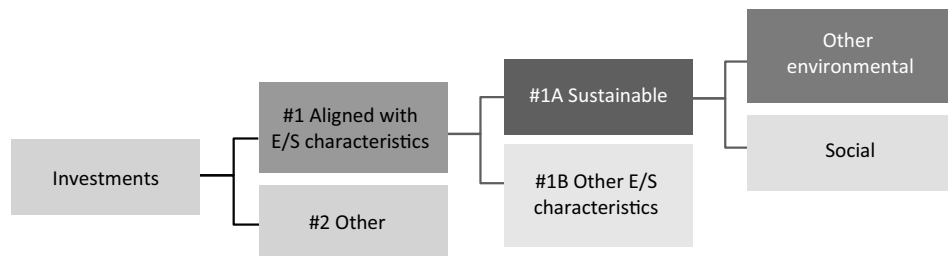 Investments
#1 Aligned with
E/S characteristics
#2 Other
#1A Sustainable
#1B Other E/S
characteristics
Other
environmental
Social